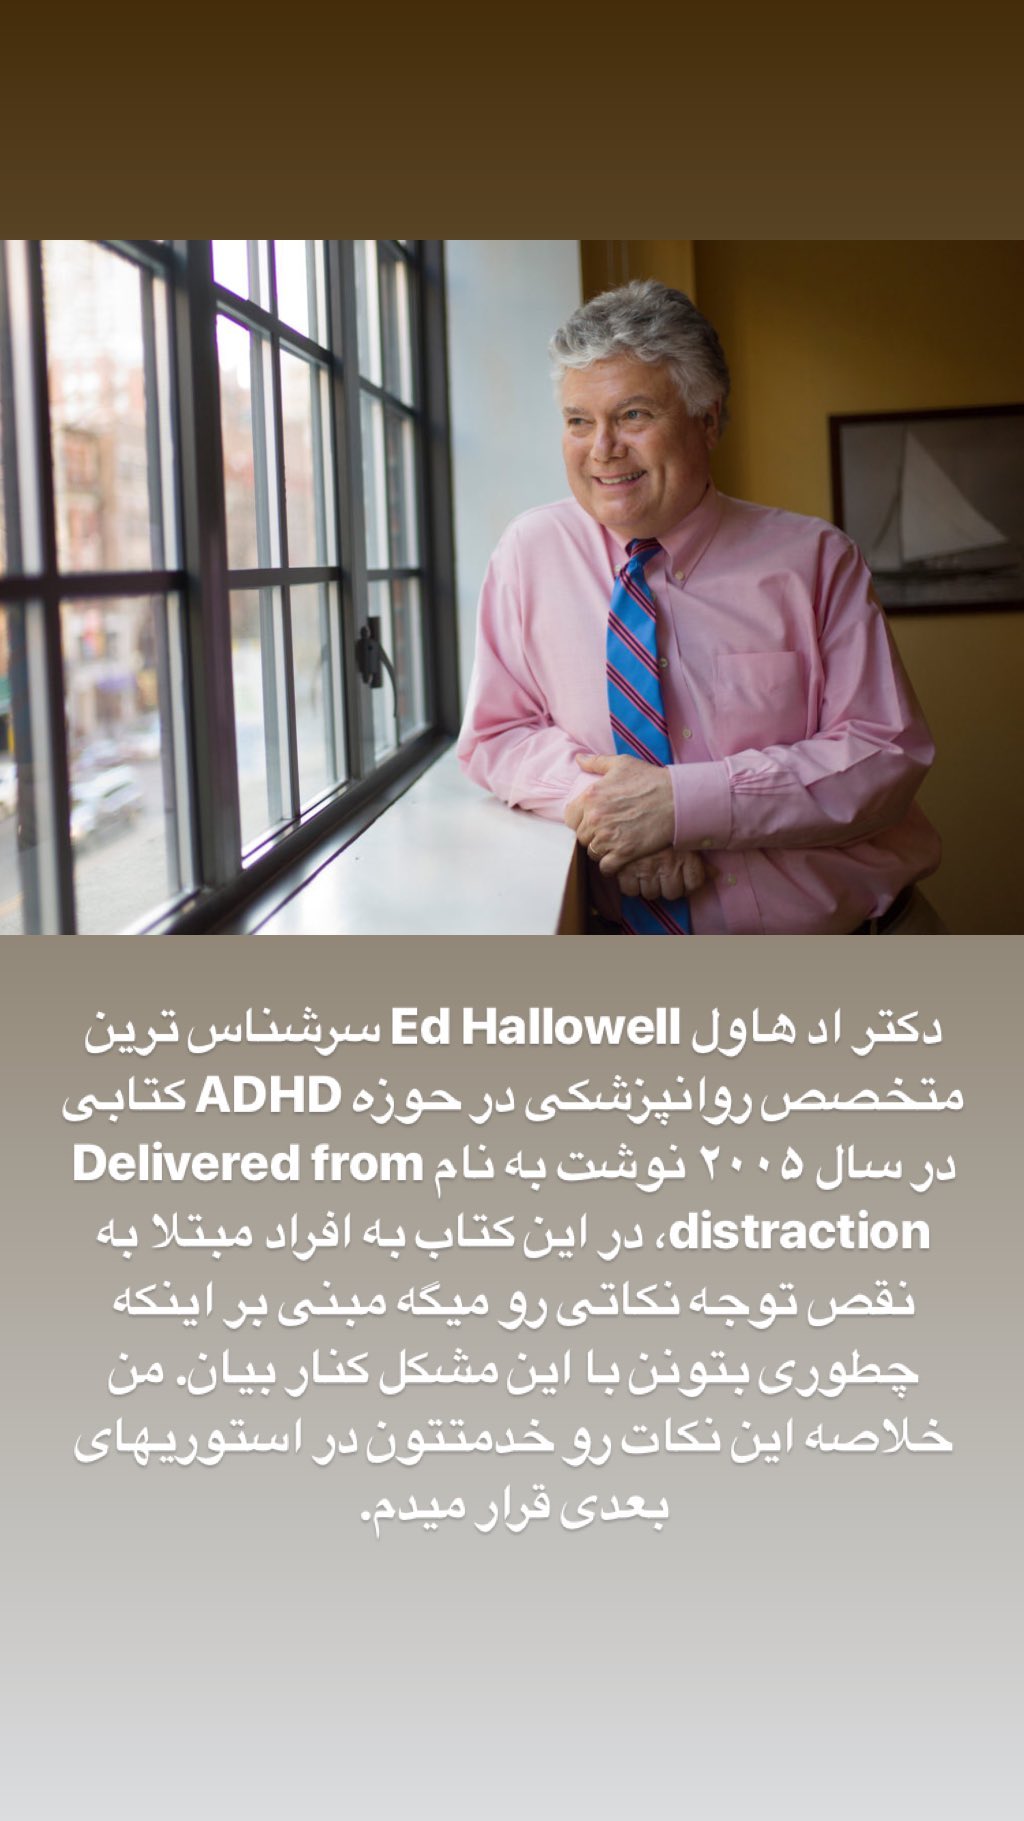 دکتر اد هاول Ed Hallowell سرشناس ترین
متخصص روانپزشکی در حوزه ADHD کتابی
در سال ۲۰۰۵ نوشت به نام Delivered from
distraction، در این کتاب به افراد مبتلا به
نقص توجه نکاتی رو میگه مبنی بر اینکه
چطوری بتونن با این مشکل کنار بیان. من
خلاصه این نکات رو خدمتتون در استوریهای
بعدی قرار میدم.